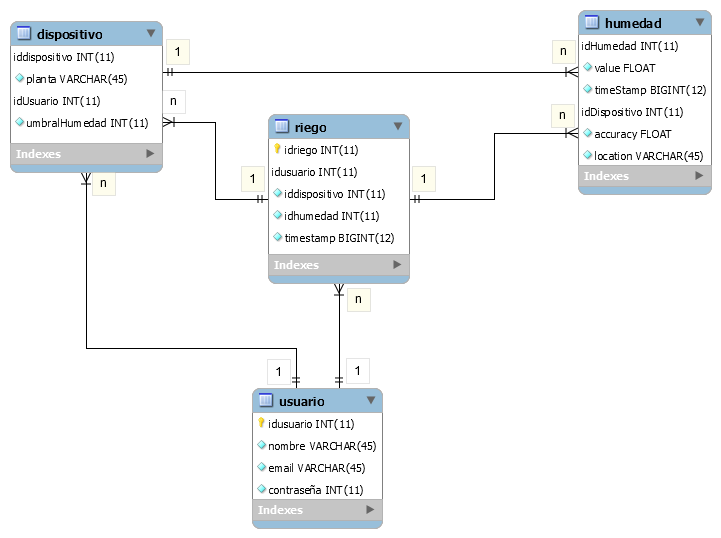 dispositivo
iddispositivo INT(11)
planta VARCHAR(45)
idUsuario INT(11)
umbralHumedad INT(11)
Indexes
1
n
n
humedad
idHumedad INT(11)
value FLOAT
timeStamp BIGINT(12)
idDispositivo INT(11)
accuracy FLOAT
location VARCHAR(45)
Indexes
n
n
riego
idriego INT(11)
idusuario INT(11)
iddispositivo INT(11)
idhumedad INT(11)
timestamp BIGINT(12)
Indexes
1
1
n
usuario
idusuario INT(11)
nombre VARCHAR(45)
email VARCHAR(45)
contraseña INT(11)
Indexes
1
1